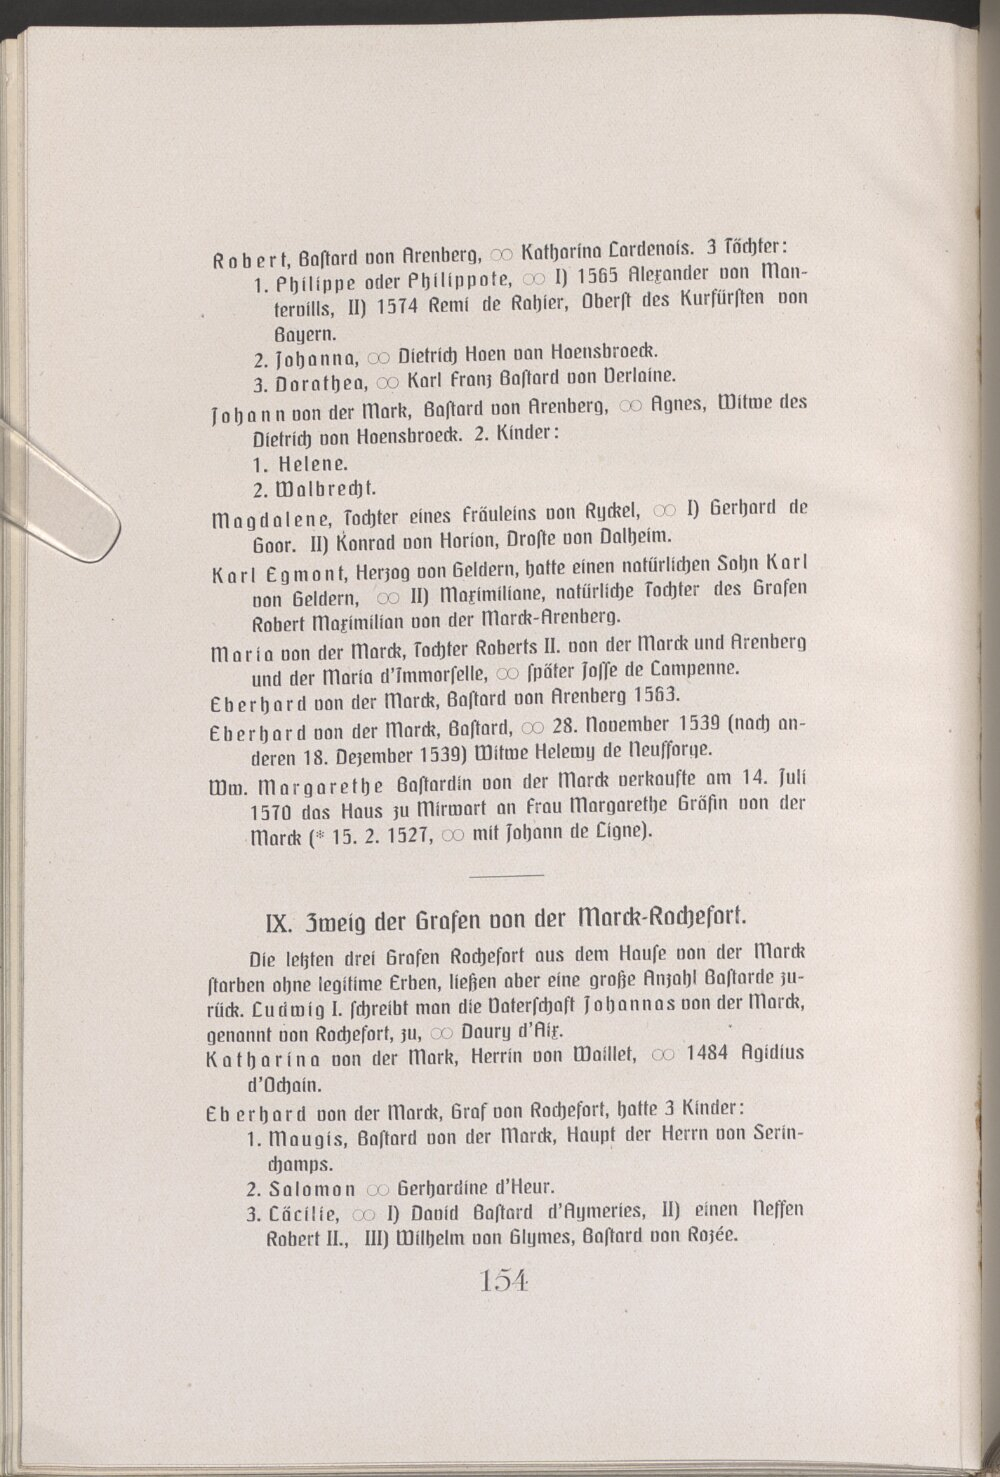 Robert, Baſtard von Arenberg, ∞ Katharina Lardenois. 3 Töchter:
1. Philippe oder Philippote, ∞ I) 1565 Alexander von Man-
tervills, II) 1574 Remi de Rahier, Oberſt des Kurfürſten von
Bayern.
2. Johanna, ∞ Dietrich Hoen van Hoensbroeck.
3. Dorathea, ∞ Karl Franz Baſtard von Verlaine.
Johann von der Mark, Baſtard von Arenberg, ∞ Agnes, Witwe des
Dietrich von Hoensbroeck. 2. Kinder:
1. Helene.
2. Walbrecht.
Magdalene, Tochter eines Fräuleins von Ryckel, ∞ I) Gerhard de
Goor. II) Konrad von Horion, Droſte von Dalheim.
Karl Egmont, Herzog von Geldern, hatte einen natürlichen Sohn Karl
von Geldern, ∞ II) Maximiliane, natürliche Tochter des Grafen
Robert Maximilian von der Marck-Arenberg.
Maria von der Marck, Tochter Roberts II. von der Marck und Arenberg
und der Maria d'Immorſelle, ∞ ſpäter Joſſe de Campenne.
Eberhard von der Marck, Baſtard von Arenberg 1563.
Eberhard von der Marck, Baſtard, ∞ 28. November 1539 (nach an-
deren 18. Dezember 1539) Witwe Helewy de Neufforge.
Ww. Margarethe Baſtardin von der Marck verkaufte am 14. Juli
1570 das Haus zu Mirwart an Frau Margarethe Gräfin von der
Marck (* 15. 2. 1527, ∞ mit Johann de Ligne).
IX. Zweig der Grafen von der Marck-Rochefort.
Die letzten drei Grafen Rochefort aus dem Hauſe von der Marck
ſtarben ohne legitime Erben, ließen aber eine große Anzahl Baſtarde zu-
rück. Ludwig I. ſchreibt man die Vaterſchaft Johannas von der Marck,
genannt von Rochefort, zu, ∞ Daury d'Aix.
Katharina von der Mark, Herrin von Waillet, ∞ 1484 Agidius
d'Ochain.
Eberhard von der Marck, Graf von Rochefort, hatte 3 Kinder:
1. Maugis, Baſtard von der Marck, Haupt der Herrn von Serin-
champs.
2. Salomon ∞ Gerhardine d'Heur.
3. Cäcilie, ∞ I) David Baſtard d'Aymeries, II) einen Neffen
Robert II., III) Wilhelm von Glymes, Baſtard von Rozée.
154